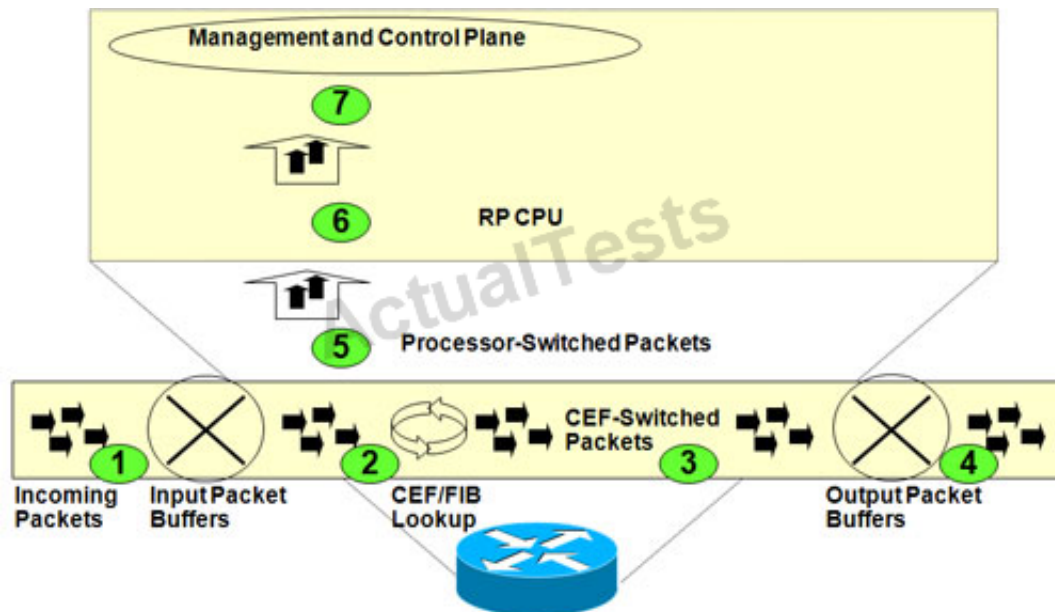 Management and Control Plane
7
6
RP CPU
ActualTests
5
Processor-Switched Packets
CEF-Switched
Packets
1
2
3
4
Incoming
Packets
Input Packet
Buffers
CEF/FIB
Lookup
Output Packet
Buffers